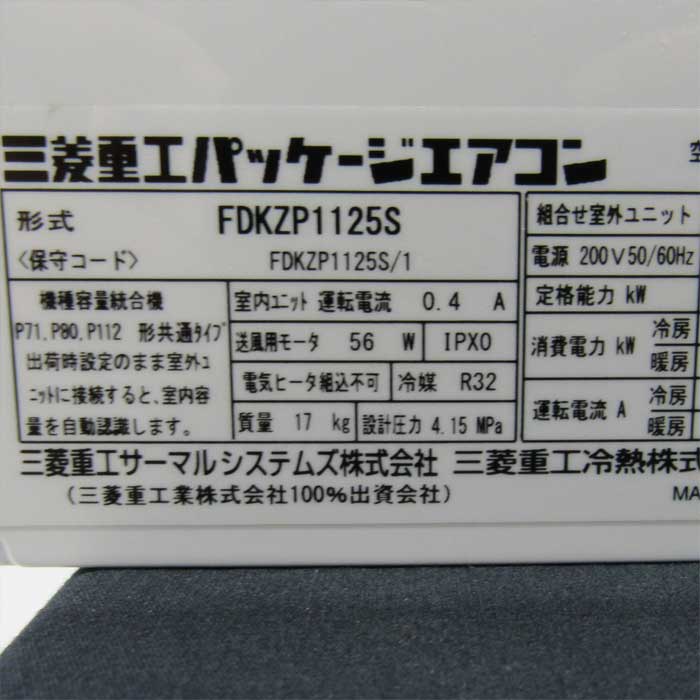 三菱重工パッケージエアコン
空
形式 FDKZP1125S
〈保守コード〉 FDKZP1125S/1
機種容量統合機
P71,P80,P112 形共通タイプ
出荷時設定のまま室外ユ
ニットに接続すると、室内容
量を自動認識します。
室内ユニット 運転電流 0.4 A
送風用モータ 56 W IPX0
電気ヒータ組込不可 冷媒 R32
質量 17 kg 設計圧力 4.15 MPa
組合せ室外ユニット
電源 200V50/60Hz
定格能力 kW
消費電力 kW 冷房
暖房
運転電流 A 冷房
暖房
三菱重工サーマルシステムズ株式会社 三菱重工冷熱株式
(三菱重工業株式会社100%出資会社)
MA